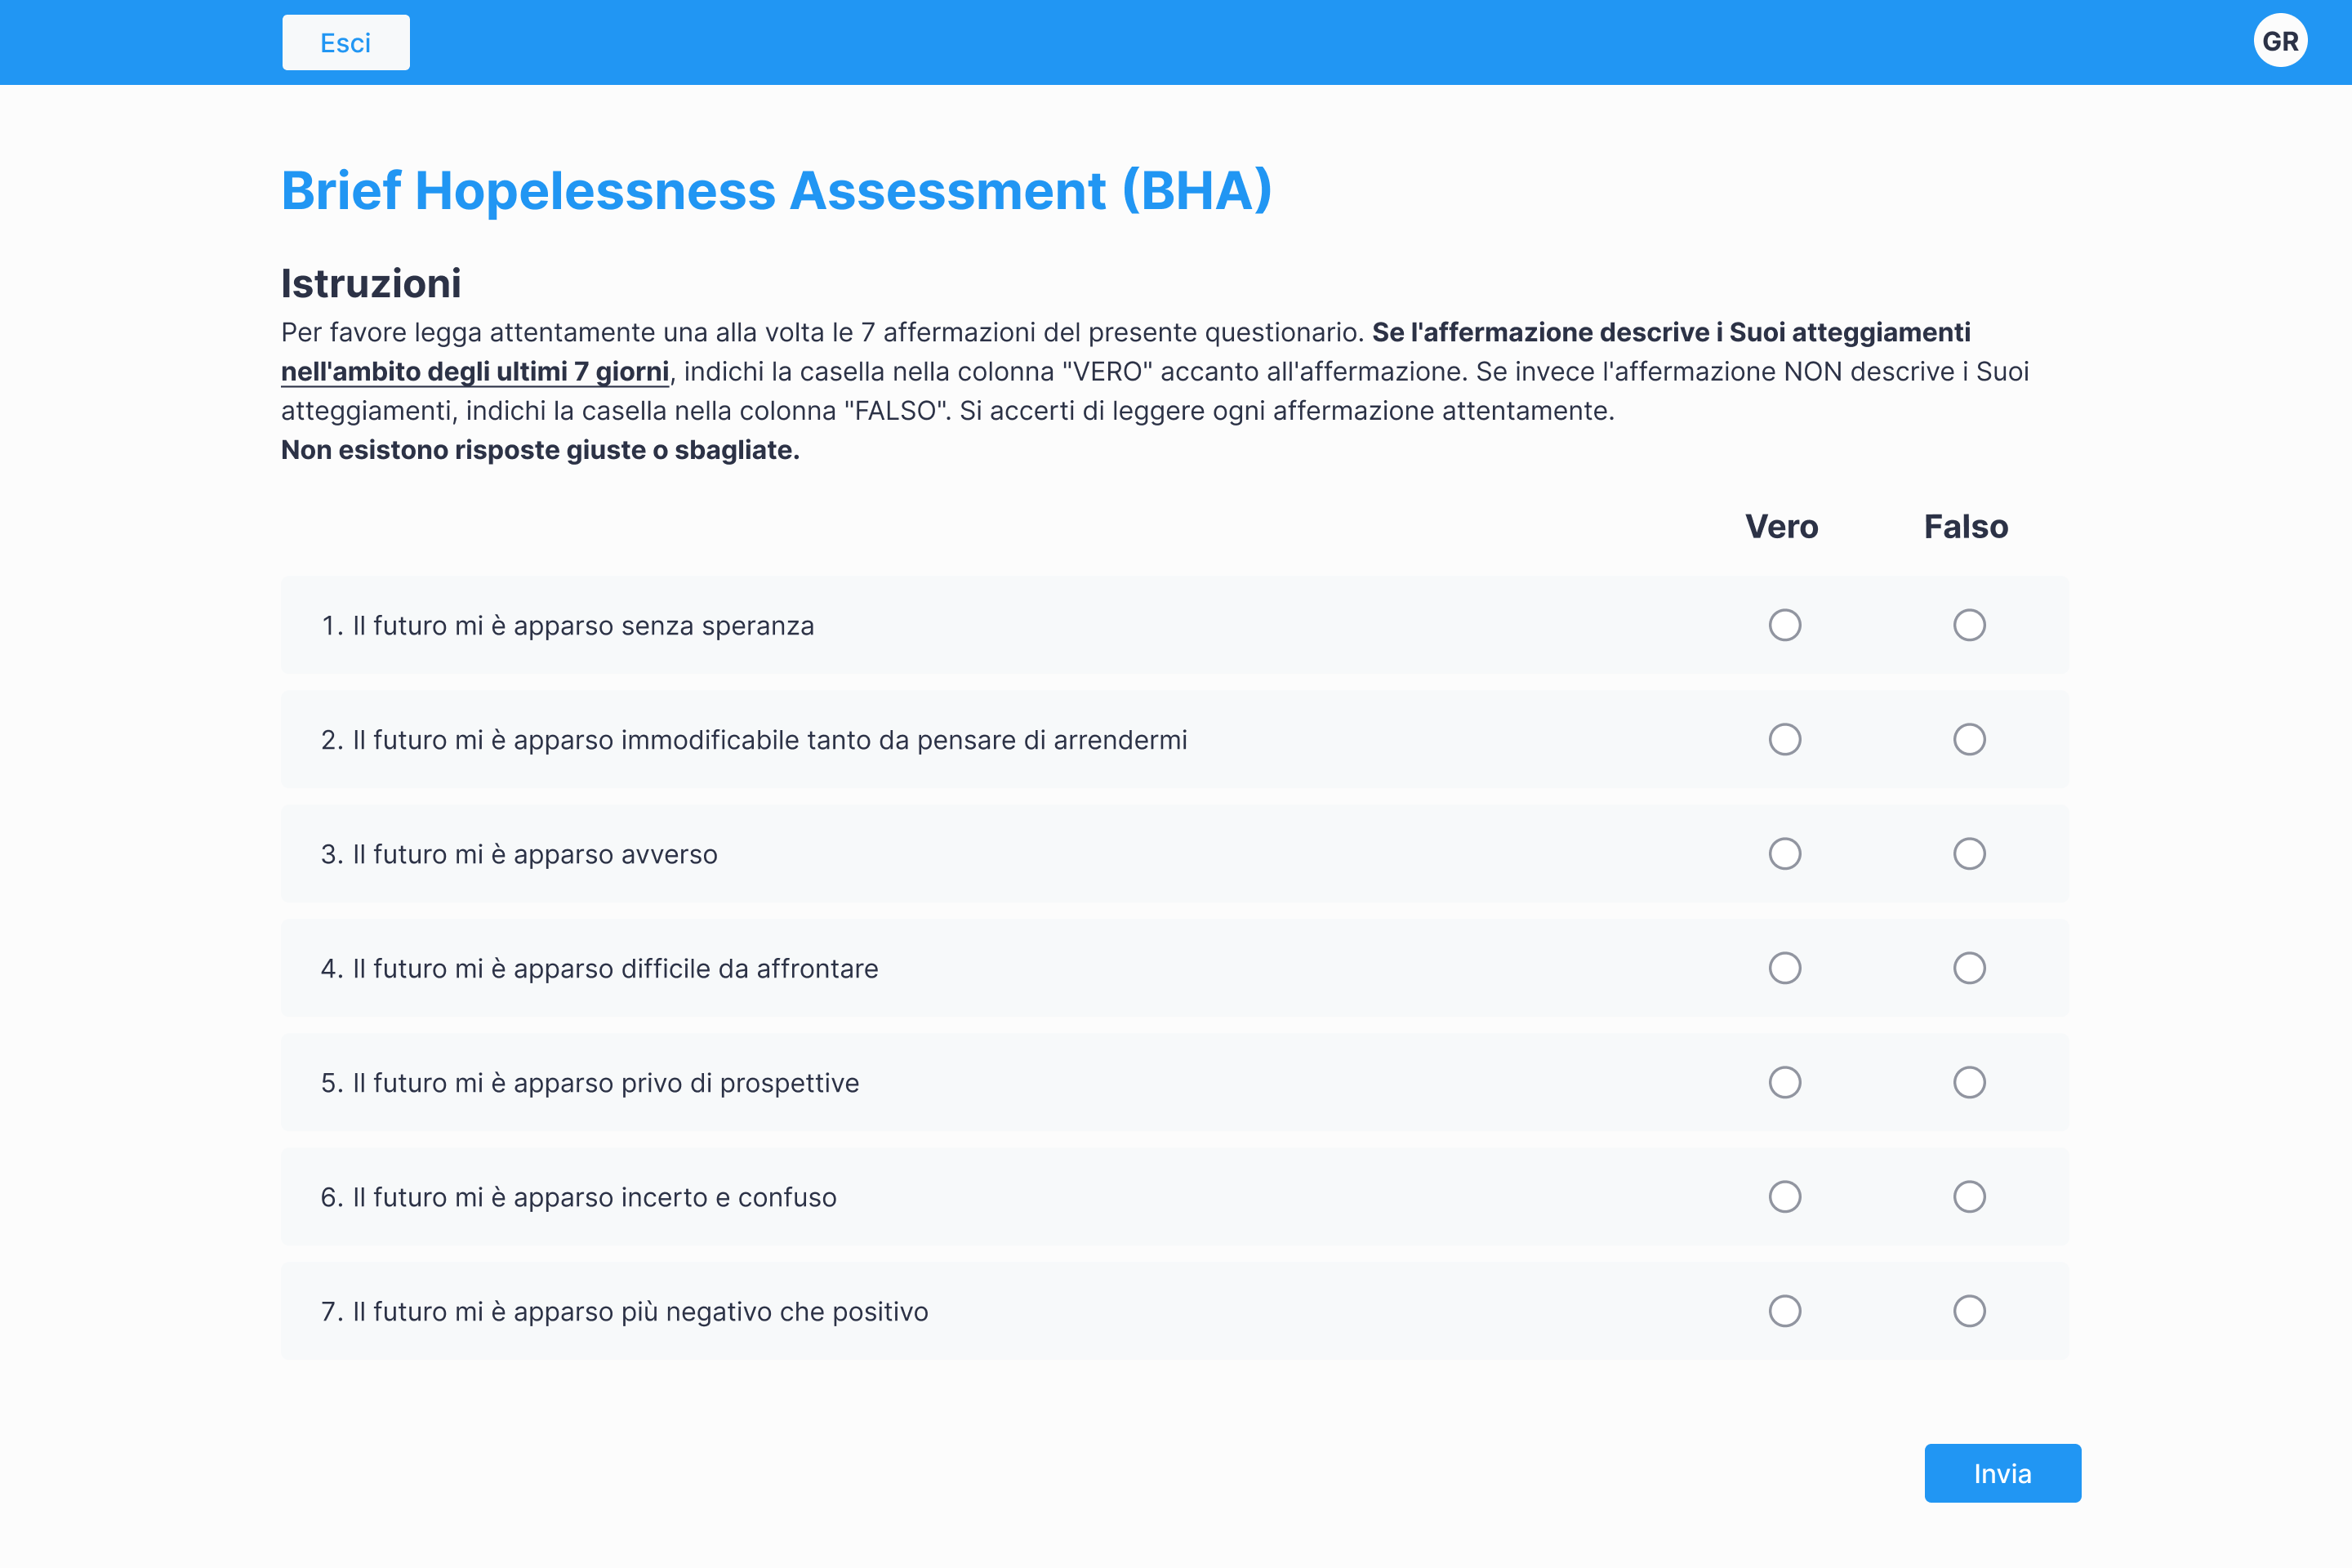 Esci
GR
Brief Hopelessness Assessment (BHA)
Istruzioni
Per favore legga attentamente una alla volta le 7 affermazioni del presente questionario. Se l'affermazione descrive i Suoi atteggiamenti
nell'ambito degli ultimi 7 giorni, indichi la casella nella colonna "VERO" accanto all'affermazione. Se invece l'affermazione NON descrive i Suoi
atteggiamenti, indichi la casella nella colonna "FALSO". Si accerti di leggere ogni affermazione attentamente.
Non esistono risposte giuste o sbagliate.
Vero Falso
1. Il futuro mi è apparso senza speranza
2. Il futuro mi è apparso immodificabile tanto da pensare di arrendermi
3. Il futuro mi è apparso avverso
4. Il futuro mi è apparso difficile da affrontare
5. Il futuro mi è apparso privo di prospettive
6. Il futuro mi è apparso incerto e confuso
7. Il futuro mi è apparso più negativo che positivo
Invia